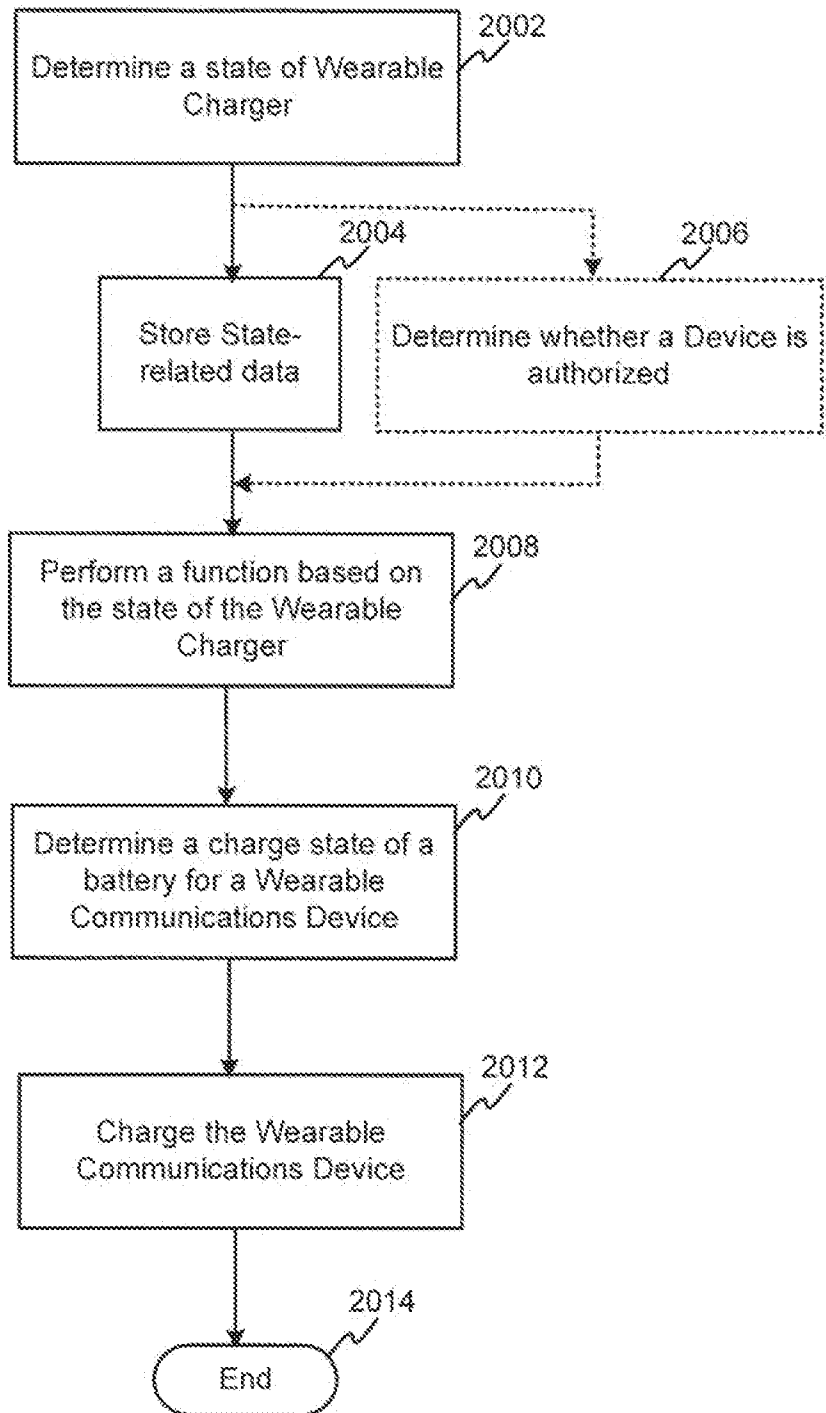 2002
Determine a state of Wearable
Charger
2004
2006
Store State-
related data
Determine whether a Device is
authorized
2008
Perform a function based on
the state of the Wearable
Charger
2010
Determine a charge state of a
battery for a Wearable
Communications Device
2012
Charge the Wearable
Communications Device
2014
End